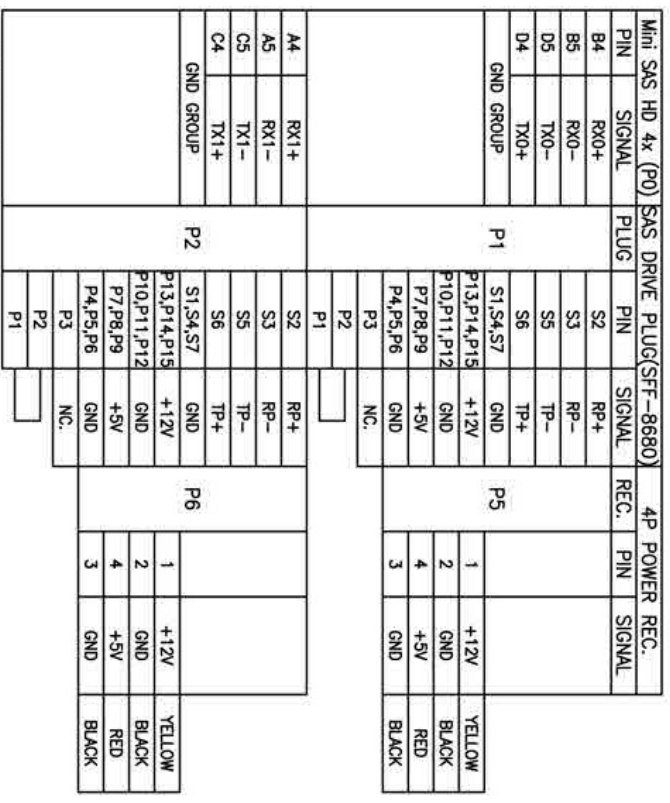 Mini SAS HD 4x (P0) SAS DRIVE PLUG(SFF-8680) 4P POWER REC.
PIN SIGNAL PLUG PIN SIGNAL REC. PIN SIGNAL
B4 RX0+ P1 S2 RP+
B5 RX0- S3 RP-
D5 TX0- S5 TP-
D4 TX0+ S6 TP+
GND GROUP S1,S4,S7 GND
P13,P14,P15 +12V P5 1 +12V YELLOW
P10,P11,P12 GND 2 GND BLACK
P7,P8,P9 +5V 4 +5V RED
P4,P5,P6 GND 3 GND BLACK
P3 NC.
P2
P1
A4 RX1+ P2 S2 RP+
A5 RX1- S3 RP-
C5 TX1- S5 TP-
C4 TX1+ S6 TP+
GND GROUP S1,S4,S7 GND
P13,P14,P15 +12V P6 1 +12V YELLOW
P10,P11,P12 GND 2 GND BLACK
P7,P8,P9 +5V 4 +5V RED
P4,P5,P6 GND 3 GND BLACK
P3 NC.
P2
P1